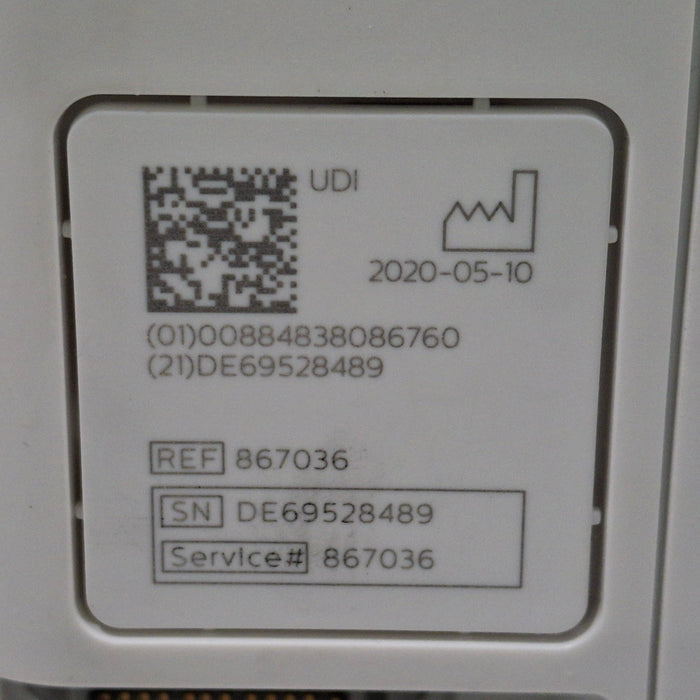 UDI
2020-05-10
(01)00884838086760
(21)DE69528489
REF 867036
SN DE69528489
Service# 867036